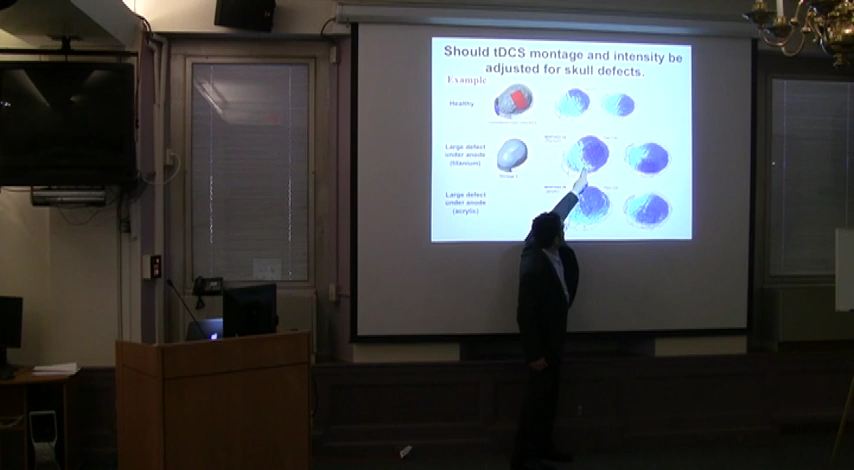 Should tDCS montage and intensity be
adjusted for skull defects.
Example
Healthy
Large defect
under anode
(titanium)
Large defect
under anode
(acrylic)